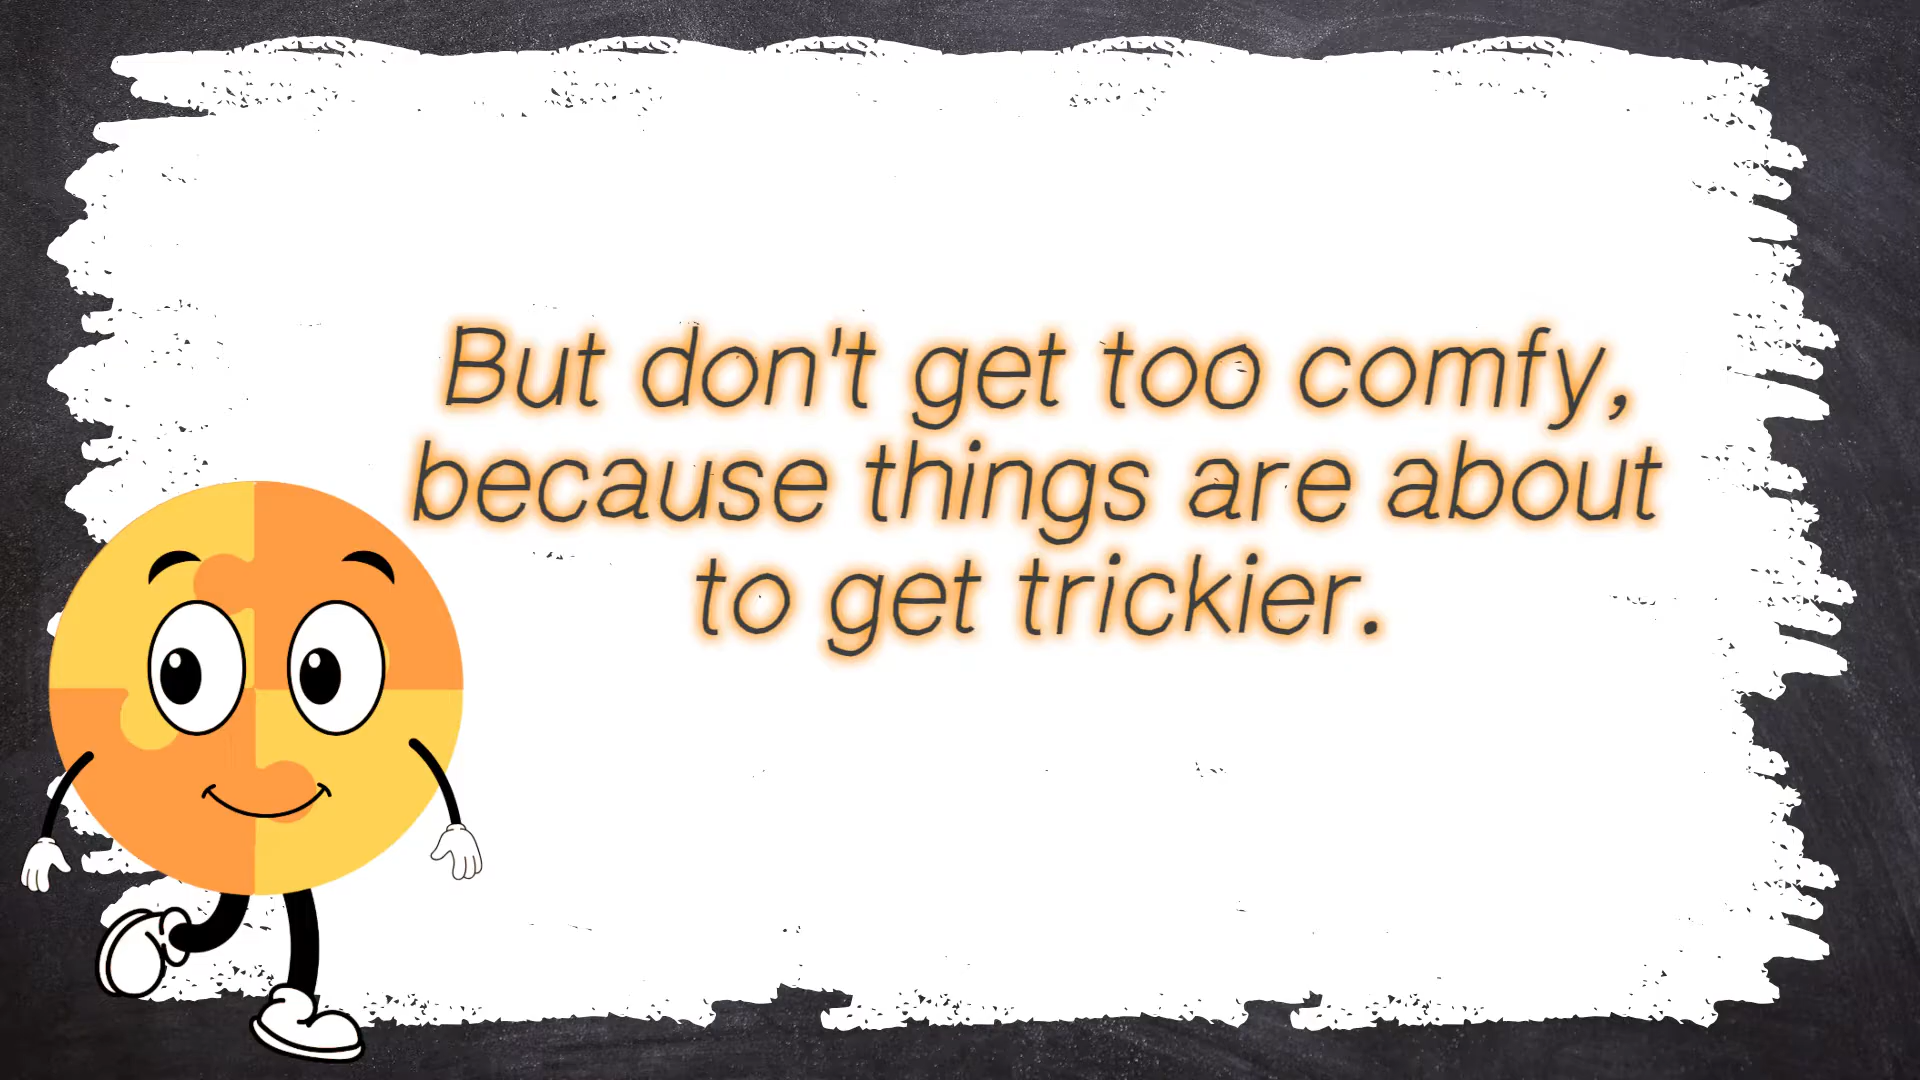 But don't get too comfy,
because things are about
to get trickier.